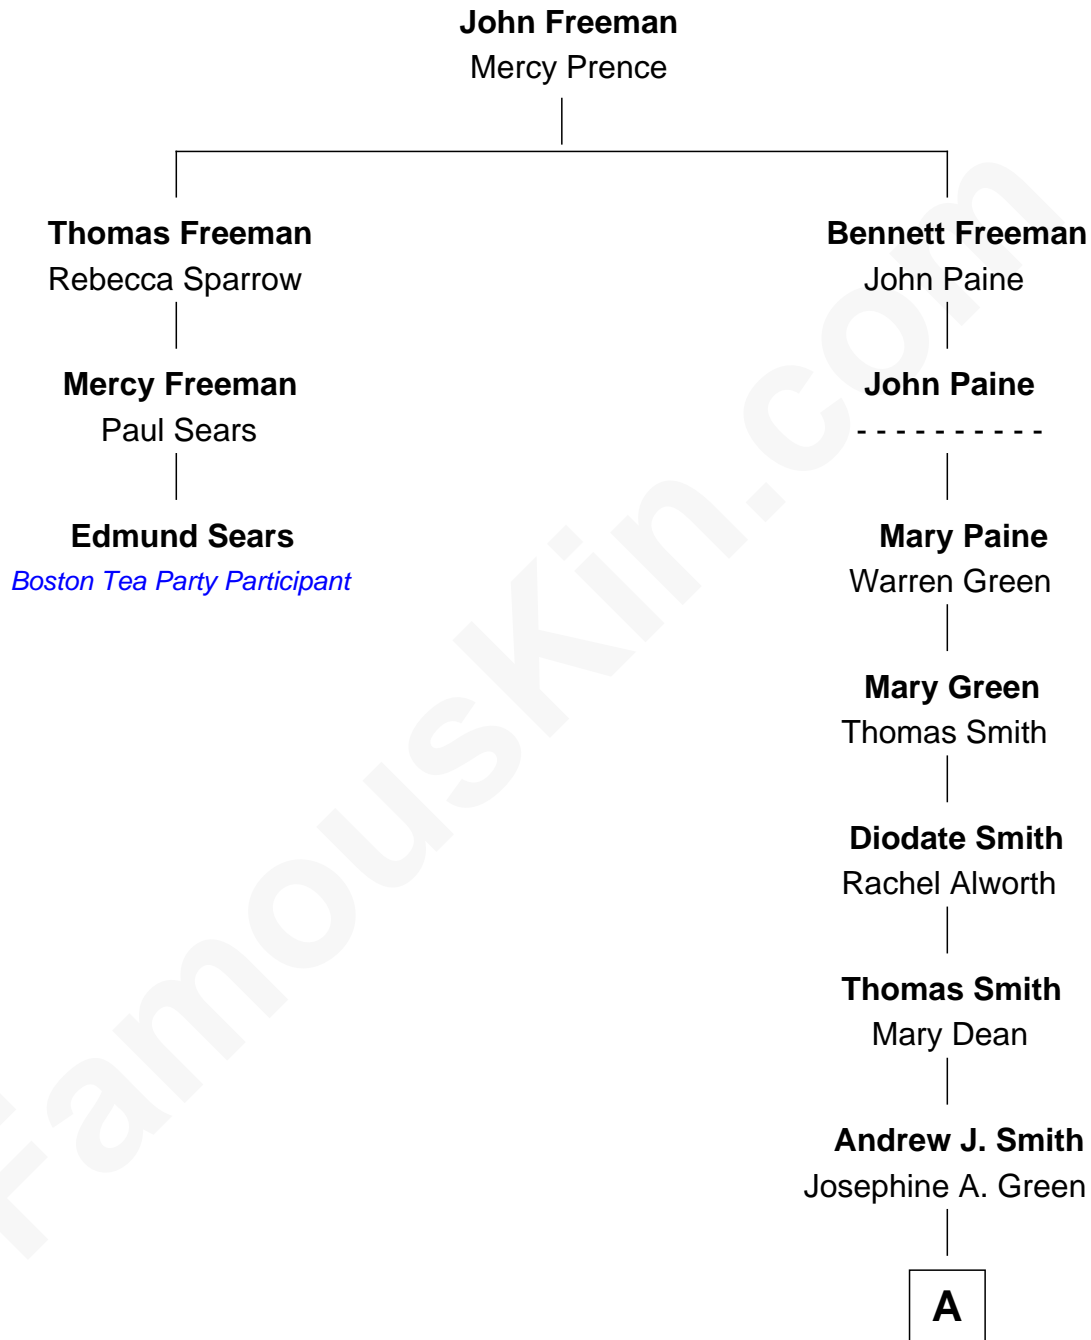 John Freeman
Mercy Prence
Thomas Freeman
Rebecca Sparrow
Mercy Freeman
Paul Sears
Edmund Sears
Boston Tea Party Participant
Bennett Freeman
John Paine
John Paine
- - - - - - - - - -
Mary Paine
Warren Green
Mary Green
Thomas Smith
Diodate Smith
Rachel Alworth
Thomas Smith
Mary Dean
Andrew J. Smith
Josephine A. Green
A
FamousKin.com